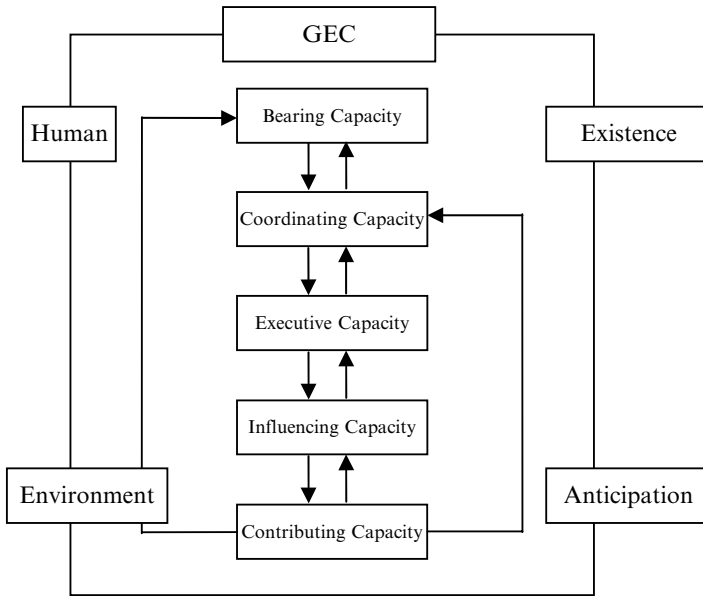 GEC
Bearing Capacity
Human
Existence
Coordinating Capacity
Executive Capacity
Influencing Capacity
Environment
Anticipation
Contributing Capacity